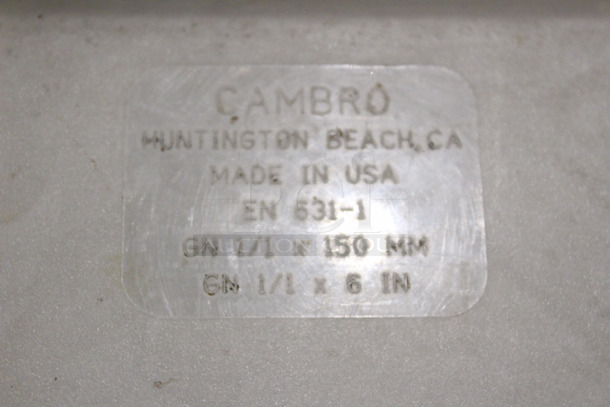 CAMBRO
HUNTINGTON BEACH, CA
MADE IN USA
EN 631-1
GN 1/1 x 150 MM
GN 1/1 x 6 IN